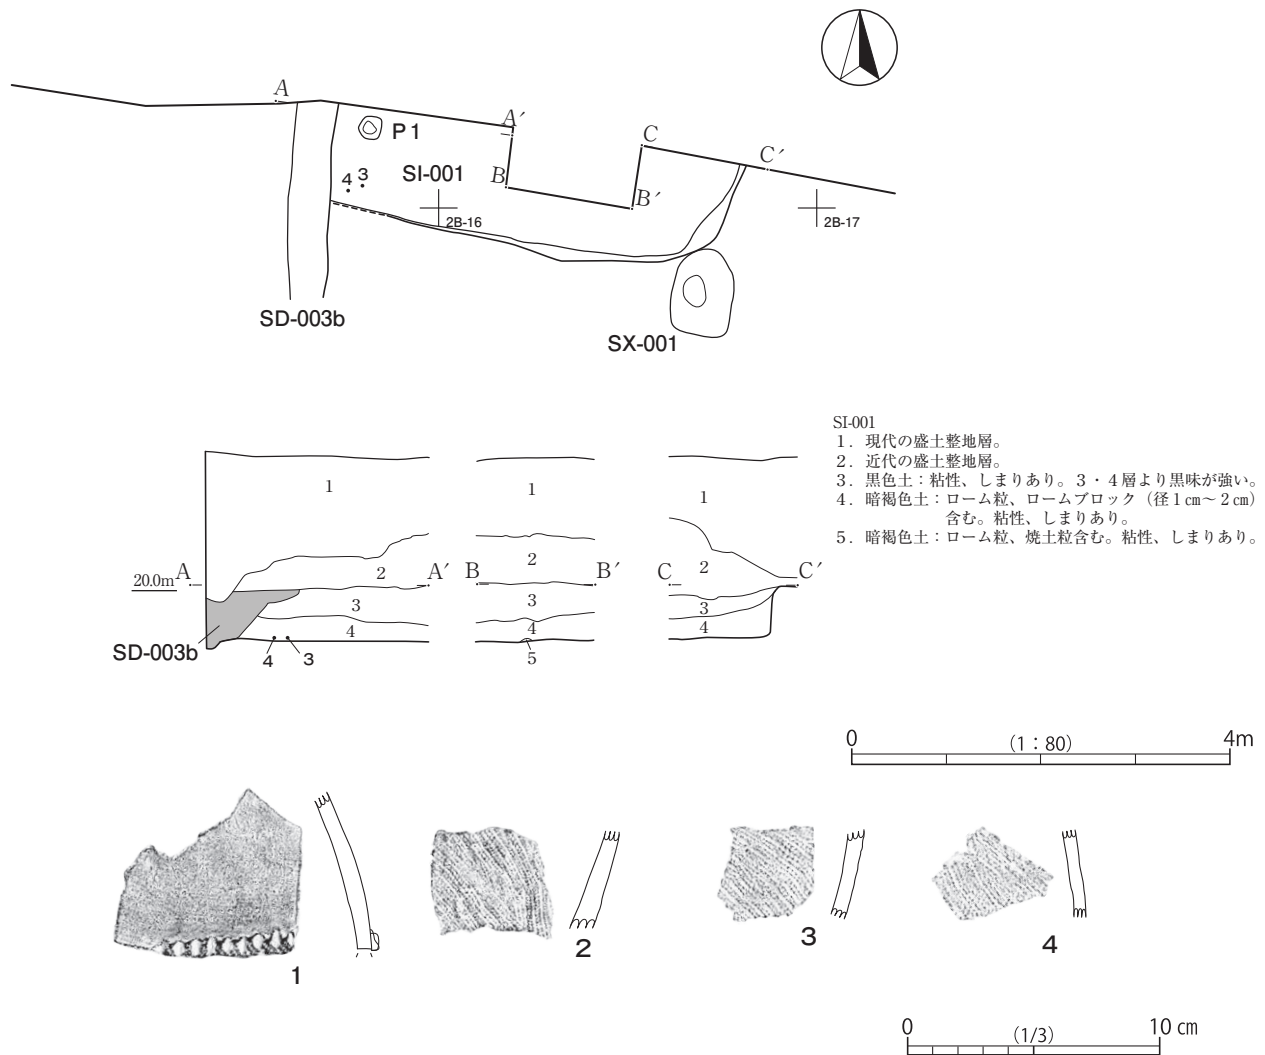 A
A′
P 1
C
C′
4 3
SI-001
B
B′
2B-16
2B-17
SD-003b
SX-001
SI-001
1．現代の盛土整地層。
2．近代の盛土整地層。
3．黒色土：粘性、しまりあり。3・4層より黒味が強い。
4．暗褐色土：ローム粒、ロームブロック（径1㎝～2㎝）
含む。粘性、しまりあり。
5．暗褐色土：ローム粒、焼土粒含む。粘性、しまりあり。
1 1 1
2 2 2
20.0m A A′ B B′ C C′
3 3 3
4 4 4
SD-003b
4 3 5
0 （1：80） 4m
1 2 3 4
0 （1/3） 10 ㎝